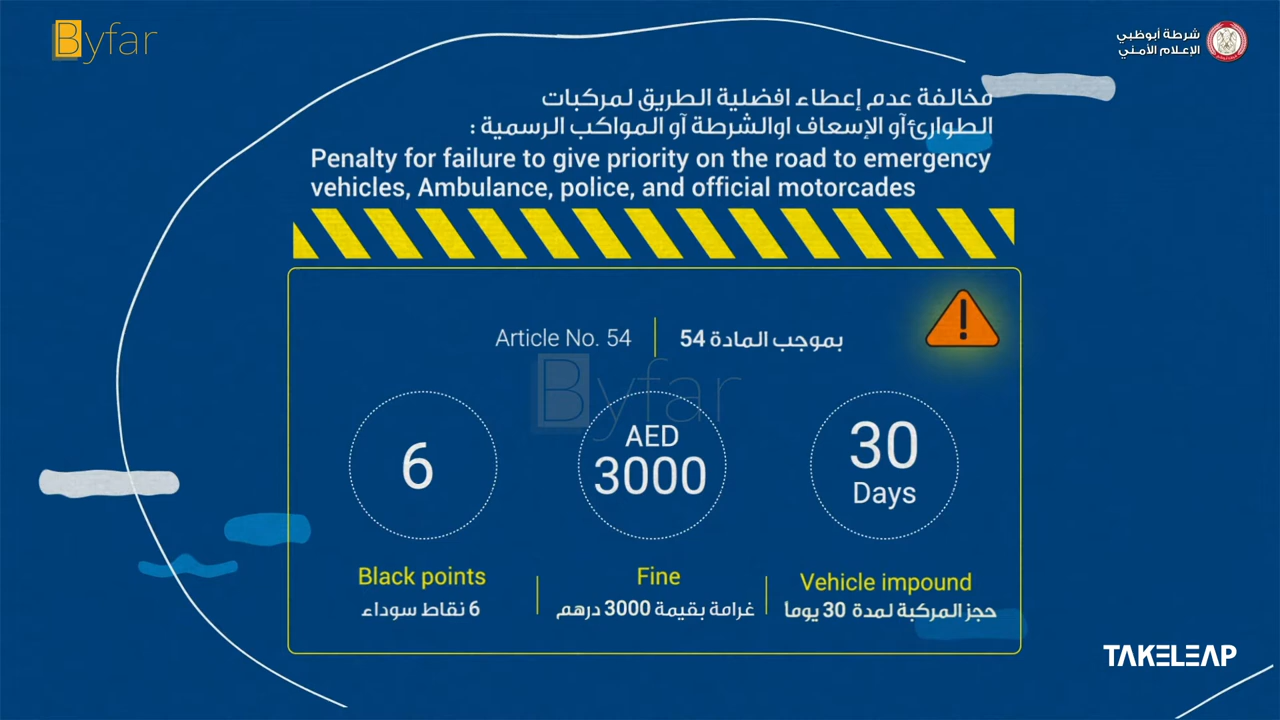 Byfar
شرطة أبوظبي
الإعلام الأمني
مخالفة عدم إعطاء افضلية الطريق لمركبات
الطوارئ أو الإسعاف اوالشرطة أو المواكب الرسمية :
Penalty for failure to give priority on the road to emergency
vehicles, Ambulance, police, and official motorcades
Article No. 54
بموجب المادة 54
Byfar
6
AED
3000
30
Days
Black points
6 نقاط سوداء
Fine
غرامة بقيمة 3000 درهم
Vehicle impound
حجز المركبة لمدة 30 يوماً
TAKELEAP